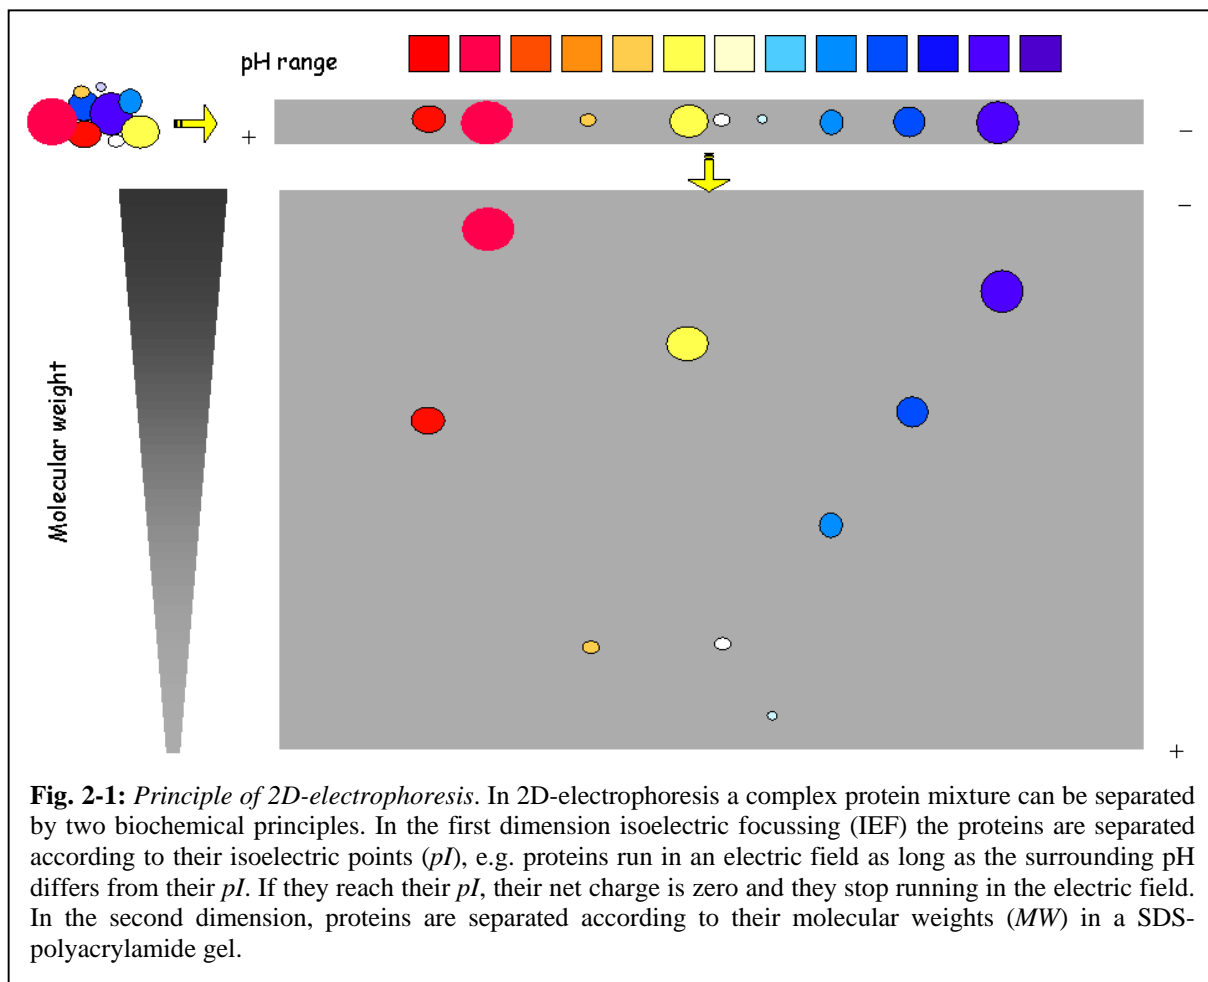 pH range
+
–
–
Molecular weight
+
Fig. 2-1: Principle of 2D-electrophoresis. In 2D-electrophoresis a complex protein mixture can be separated
by two biochemical principles. In the first dimension isoelectric focussing (IEF) the proteins are separated
according to their isoelectric points (pI), e.g. proteins run in an electric field as long as the surrounding pH
differs from their pI. If they reach their pI, their net charge is zero and they stop running in the electric field.
In the second dimension, proteins are separated according to their molecular weights (MW) in a SDS-
polyacrylamide gel.